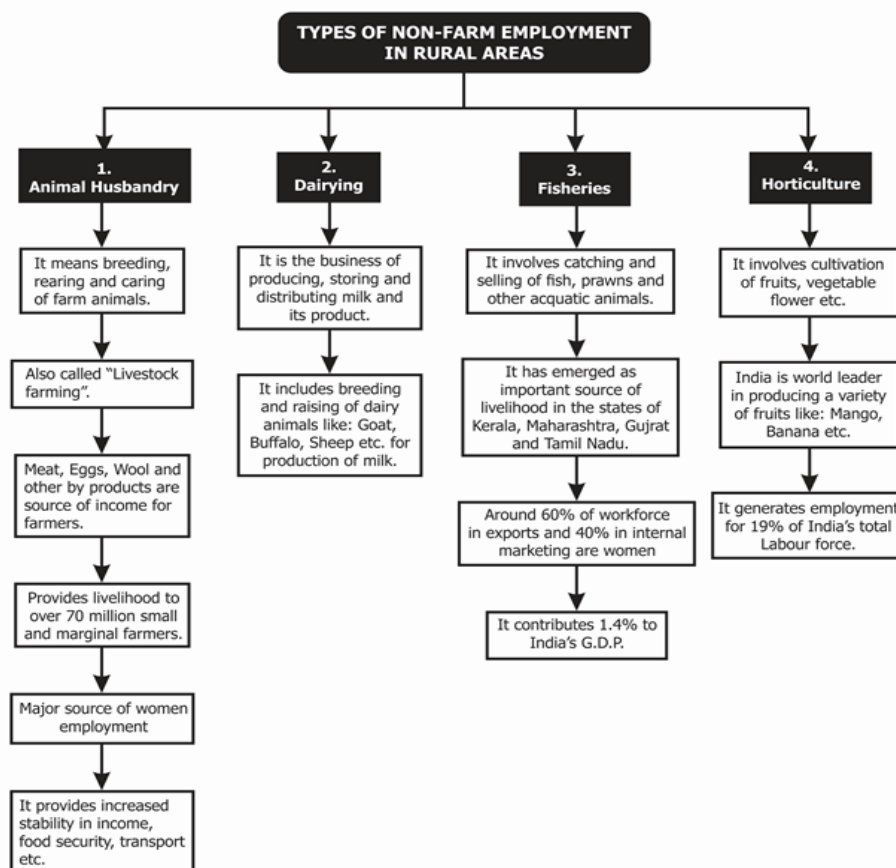 TYPES OF NON-FARM EMPLOYMENT
IN RURAL AREAS
1.
Animal Husbandry
It means breeding,
rearing and caring
of farm animals.
Also called “Livestock
farming”.
Meat, Eggs, Wool and
other by products are
source of income for
farmers.
Provides livelihood to
over 70 million small
and marginal farmers.
Major source of women
employment
It provides increased
stability in income,
food security, transport
etc.
2.
Dairying
It is the business of
producing, storing and
distributing milk and
its product.
It includes breeding
and raising of dairy
animals like: Goat,
Buffalo, Sheep etc. for
production of milk.
3.
Fisheries
It involves catching and
selling of fish, prawns and
other acquatic animals.
It has emerged as
important source of
livelihood in the states of
Kerala, Maharashtra, Gujrat
and Tamil Nadu.
Around 60% of workforce
in exports and 40% in internal
marketing are women
It contributes 1.4% to
India’s G.D.P.
4.
Horticulture
It involves cultivation
of fruits, vegetable
flower etc.
India is world leader
in producing a variety
of fruits like: Mango,
Banana etc.
It generates employment
for 19% of India’s total
Labour force.